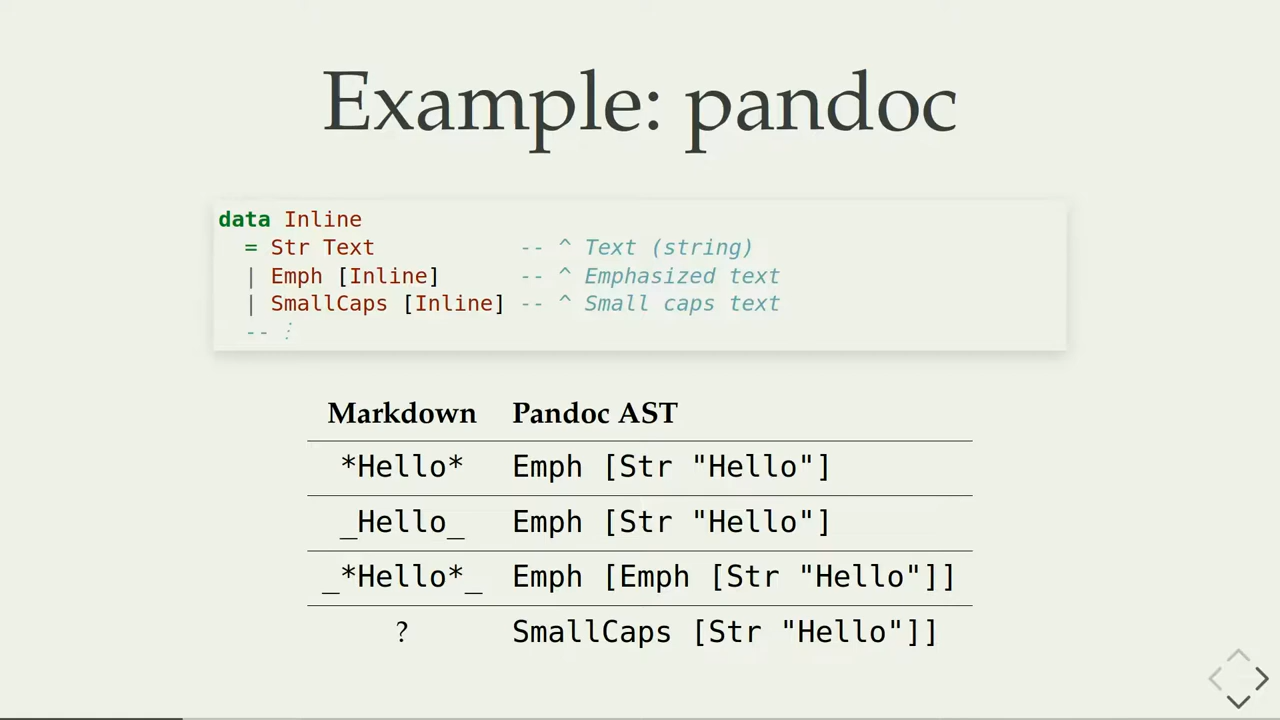 Example: pandoc
data Inline
  = Str Text           -- ^ Text (string)
  | Emph [Inline]      -- ^ Emphasized text
  | SmallCaps [Inline] -- ^ Small caps text
  -- ⋮
Markdown Pandoc AST
*Hello* Emph [Str "Hello"]
_Hello_ Emph [Str "Hello"]
_*Hello*_ Emph [Emph [Str "Hello"]]
? SmallCaps [Str "Hello"]]